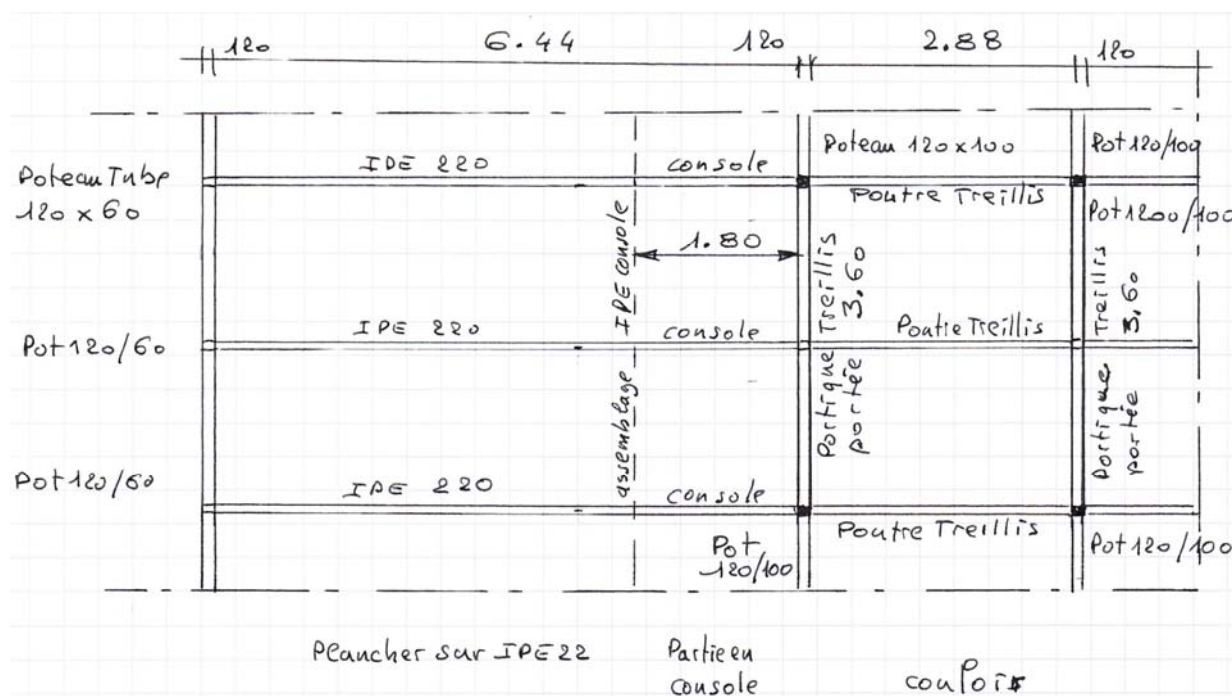 120 6.44 120 2.88 120
Poteau Tube
120 x 60
IPE 220
console
Poteau 120x100
Pot 120/100
Poutre Treillis
Pot 1200/100
IPE console
1.80
Treillis
3.60
Treillis
3.60
Pot 120/60
IPE 220
console
Poutre Treillis
assemblage
Portique
portée
Portique
portée
Pot 120/60
IPE 220
console
Pot
120/100
Poutre Treillis
Pot 120/100
Plancher sur IPE 22
Partie en
console
couloir